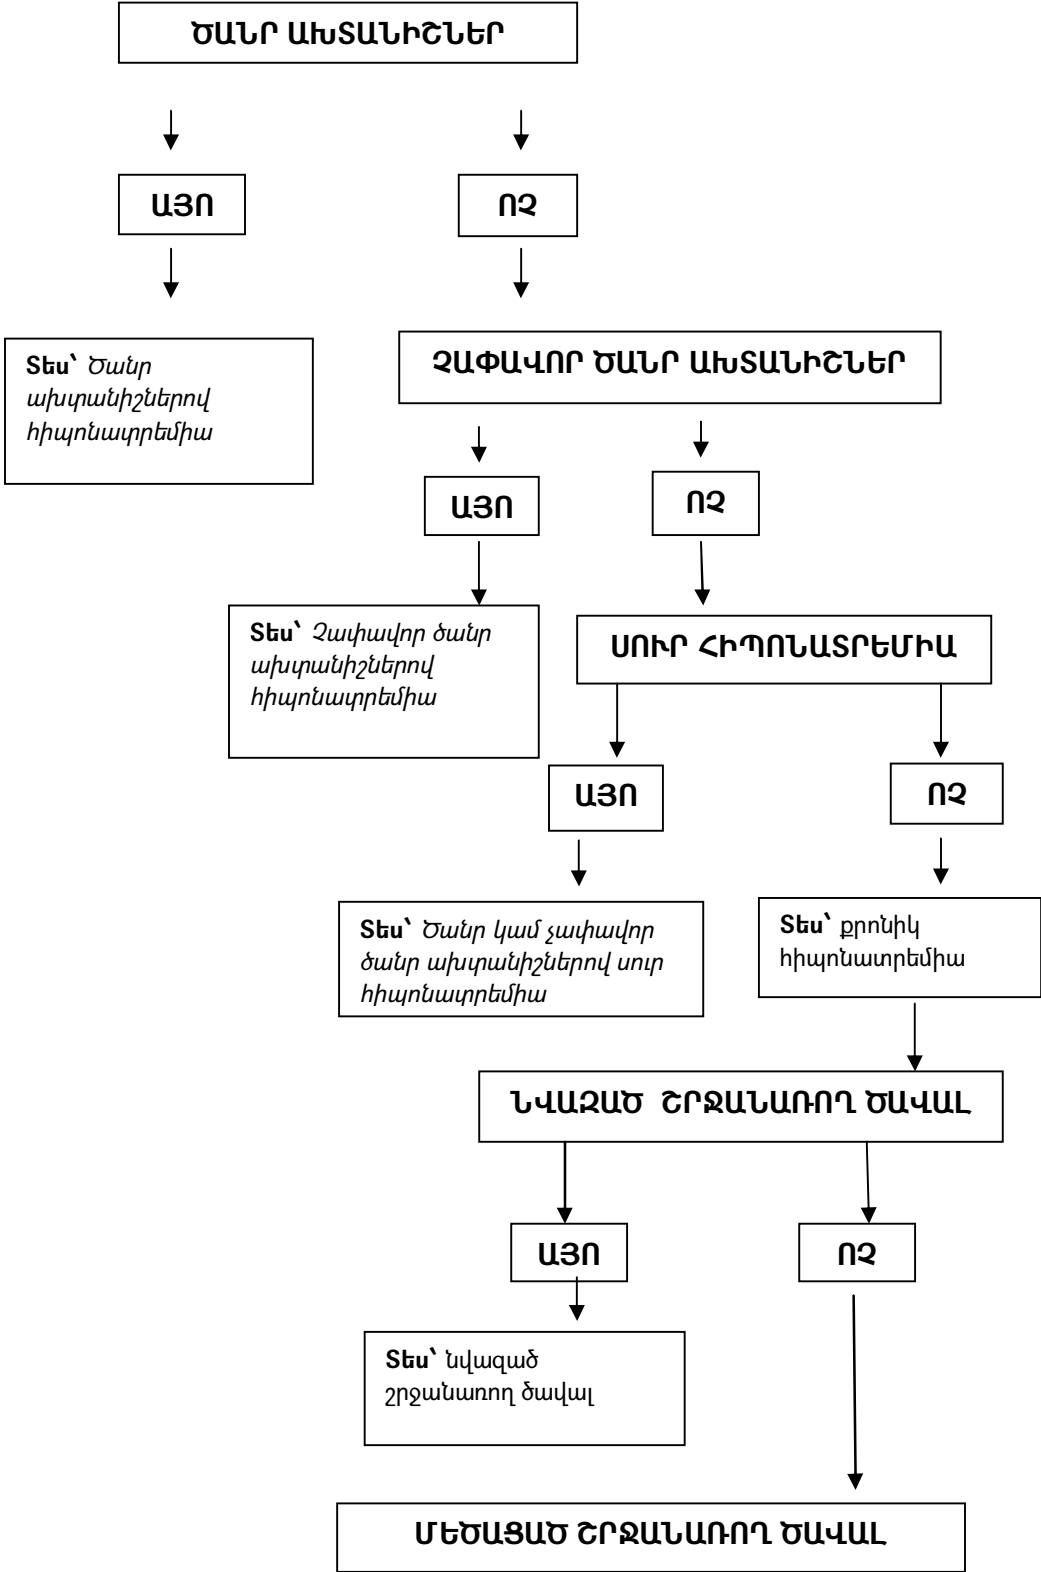 ԾԱՆՐ ԱԽՏԱՆԻՇՆԵՐ
ԱՅՈ
ՈՉ
Տես՝ Ծանր
ախտանիշներով
հիպոնատրեմիա
ՉԱՓԱՎՈՐ ԾԱՆՐ ԱԽՏԱՆԻՇՆԵՐ
ԱՅՈ
ՈՉ
Տես՝ Չափավոր ծանր
ախտանիշներով
հիպոնատրեմիա
ՍՈՒՐ ՀԻՊՈՆԱՏՐԵՄԻԱ
ԱՅՈ
ՈՉ
Տես՝ Ծանր կամ չափավոր
ծանր ախտանիշներով սուր
հիպոնատրեմիա
Տես՝ քրոնիկ
հիպոնատրեմիա
ՆՎԱԶԱԾ  ՇՐՋԱՆԱՌՈՂ ԾԱՎԱԼ
ԱՅՈ
ՈՉ
Տես՝ նվազած
շրջանառող ծավալ
ՄԵԾԱՑԱԾ ՇՐՋԱՆԱՌՈՂ ԾԱՎԱԼ